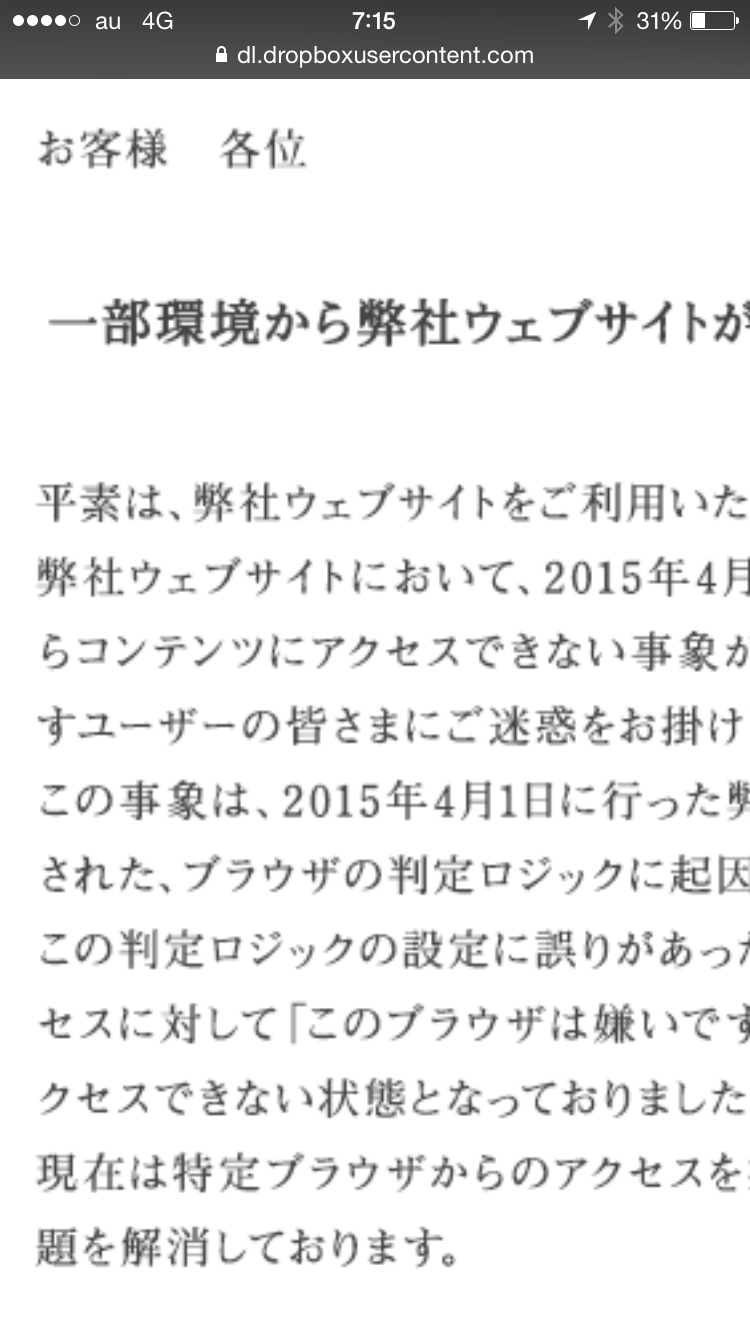 au 4G 7:15 31%
dl.dropboxusercontent.com
お客様 各位
一部環境から弊社ウェブサイトが
平素は、弊社ウェブサイトをご利用いた
弊社ウェブサイトにおいて、2015年4月
らコンテンツにアクセスできない事象が
すユーザーの皆さまにご迷惑をお掛け
この事象は、2015年4月1日に行った弊
された、ブラウザの判定ロジックに起因
この判定ロジックの設定に誤りがあった
セスに対して「このブラウザは嫌いです
クセスできない状態となっておりました
現在は特定ブラウザからのアクセスを
題を解消しております。